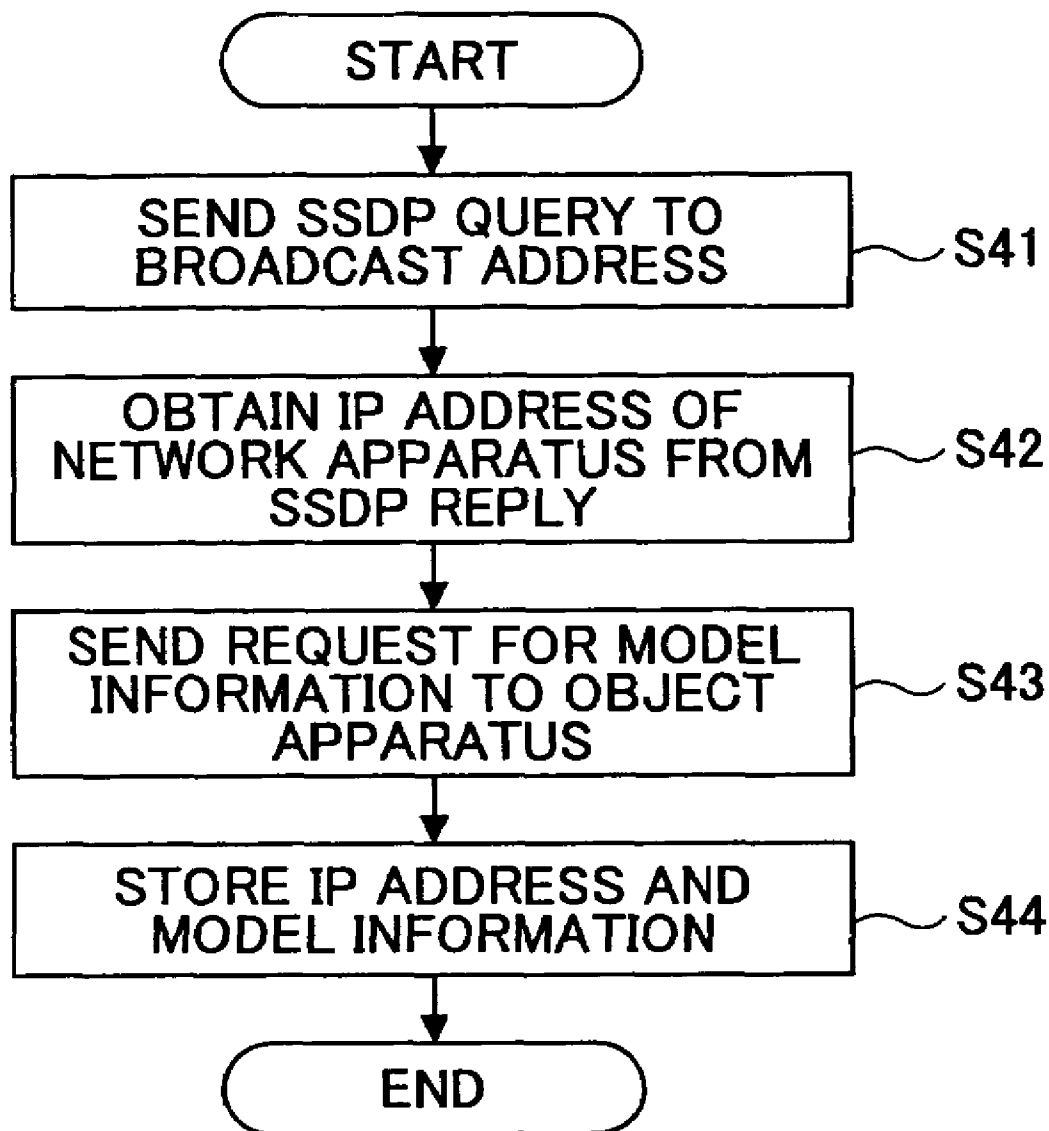 START
SEND SSDP QUERY TO
BROADCAST ADDRESS
S41
OBTAIN IP ADDRESS OF
NETWORK APPARATUS FROM
SSDP REPLY
S42
SEND REQUEST FOR MODEL
INFORMATION TO OBJECT
APPARATUS
S43
STORE IP ADDRESS AND
MODEL INFORMATION
S44
END